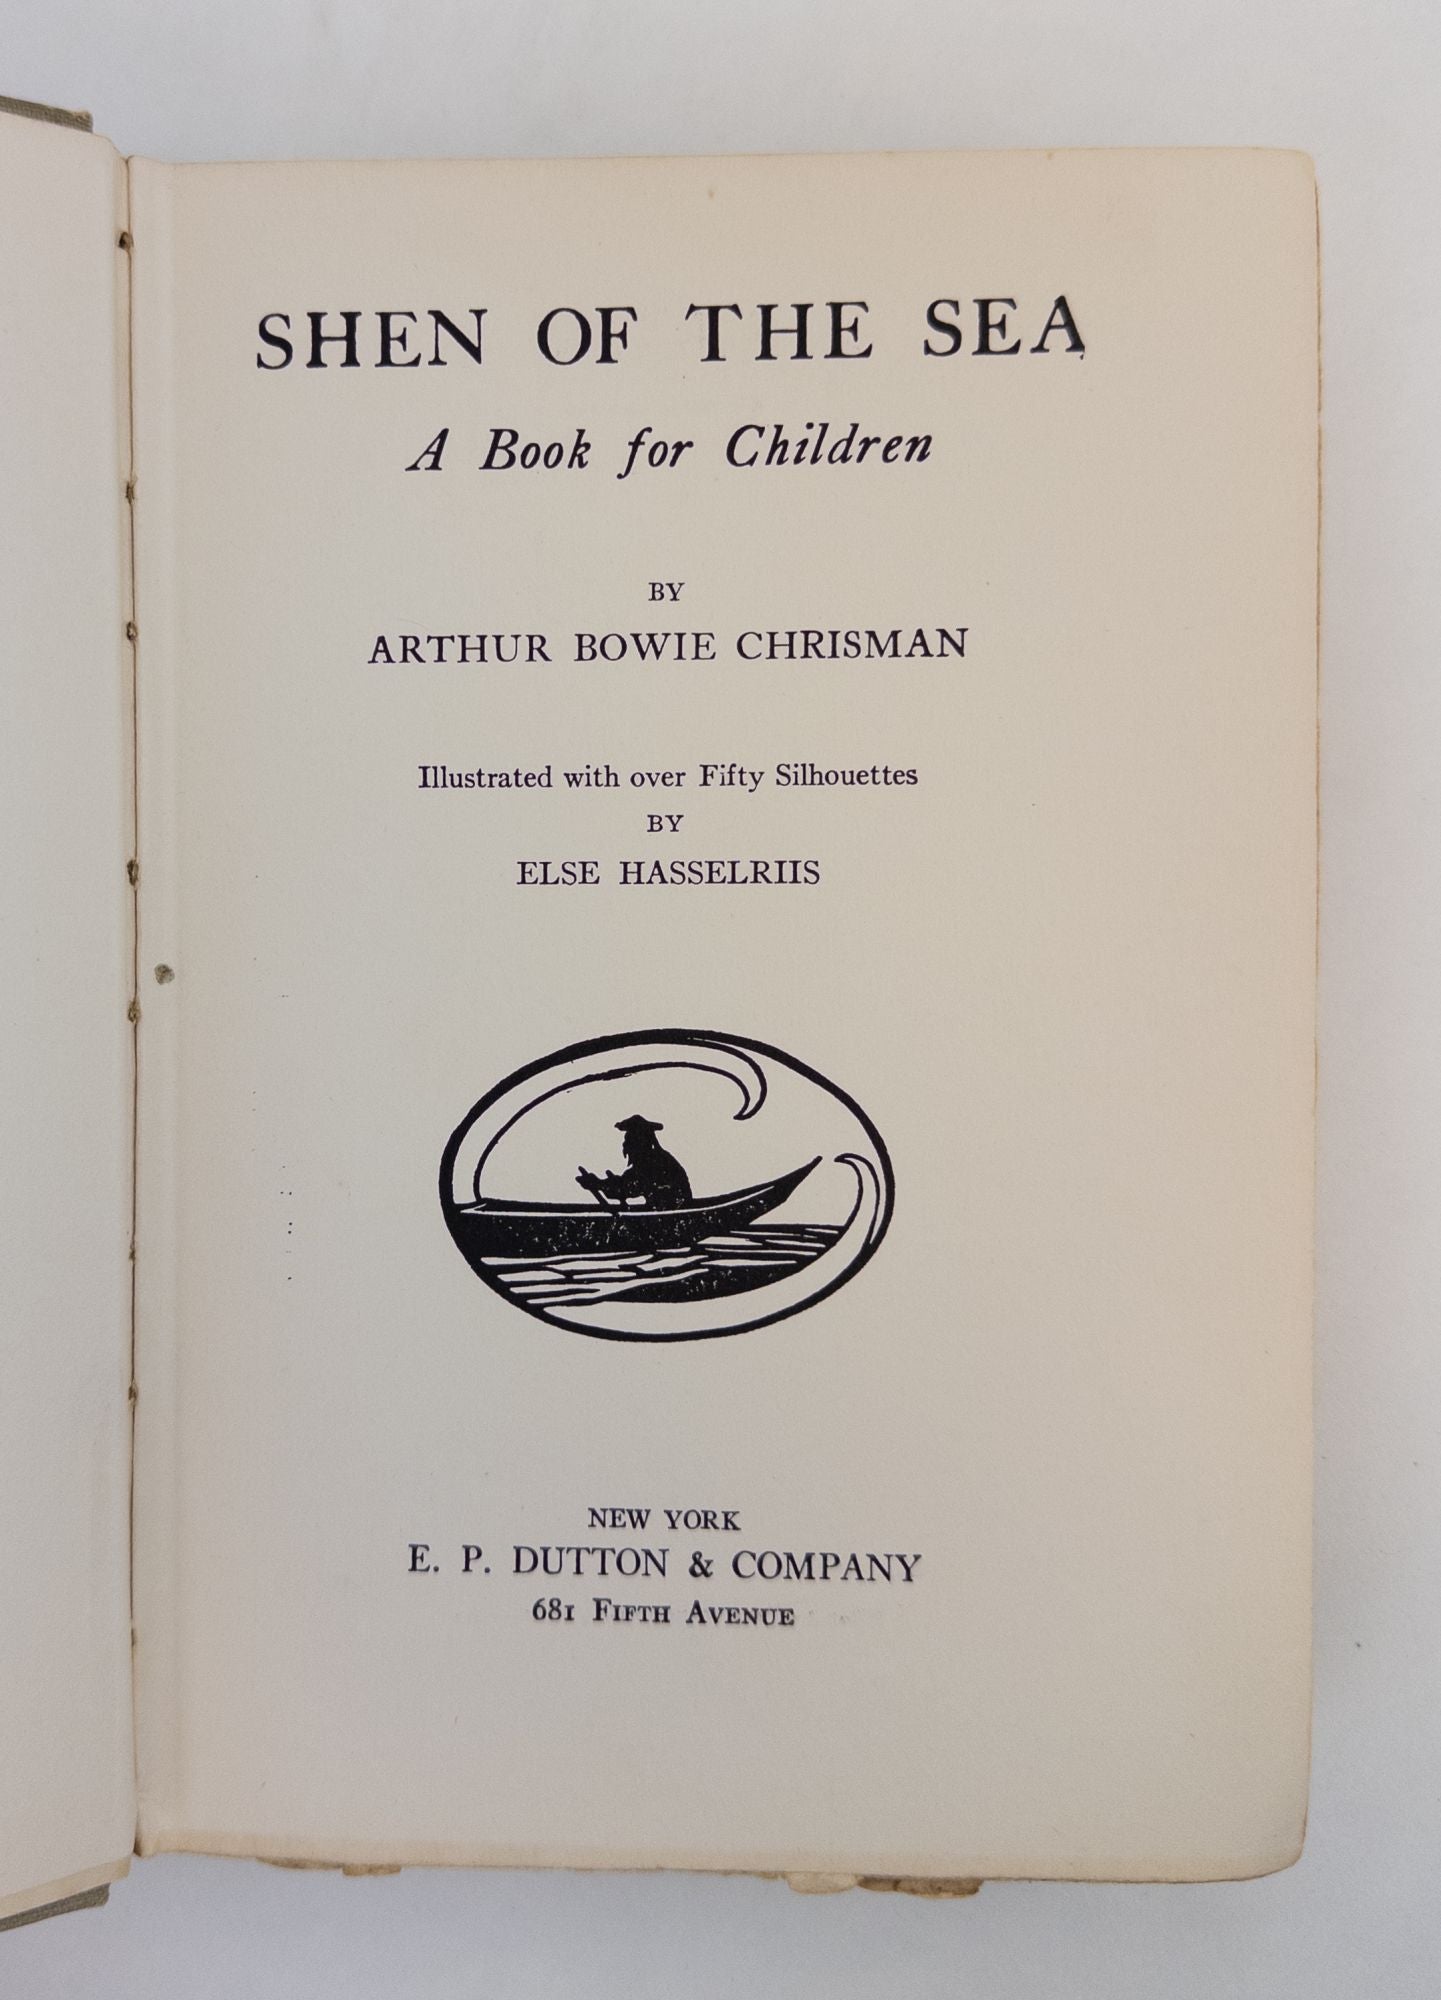 SHEN OF THE SEA
A Book for Children
BY
ARTHUR BOWIE CHRISMAN
Illustrated with over Fifty Silhouettes
BY
ELSE HASSELRIIS
NEW YORK
E. P. DUTTON & COMPANY
681 FIFTH AVENUE